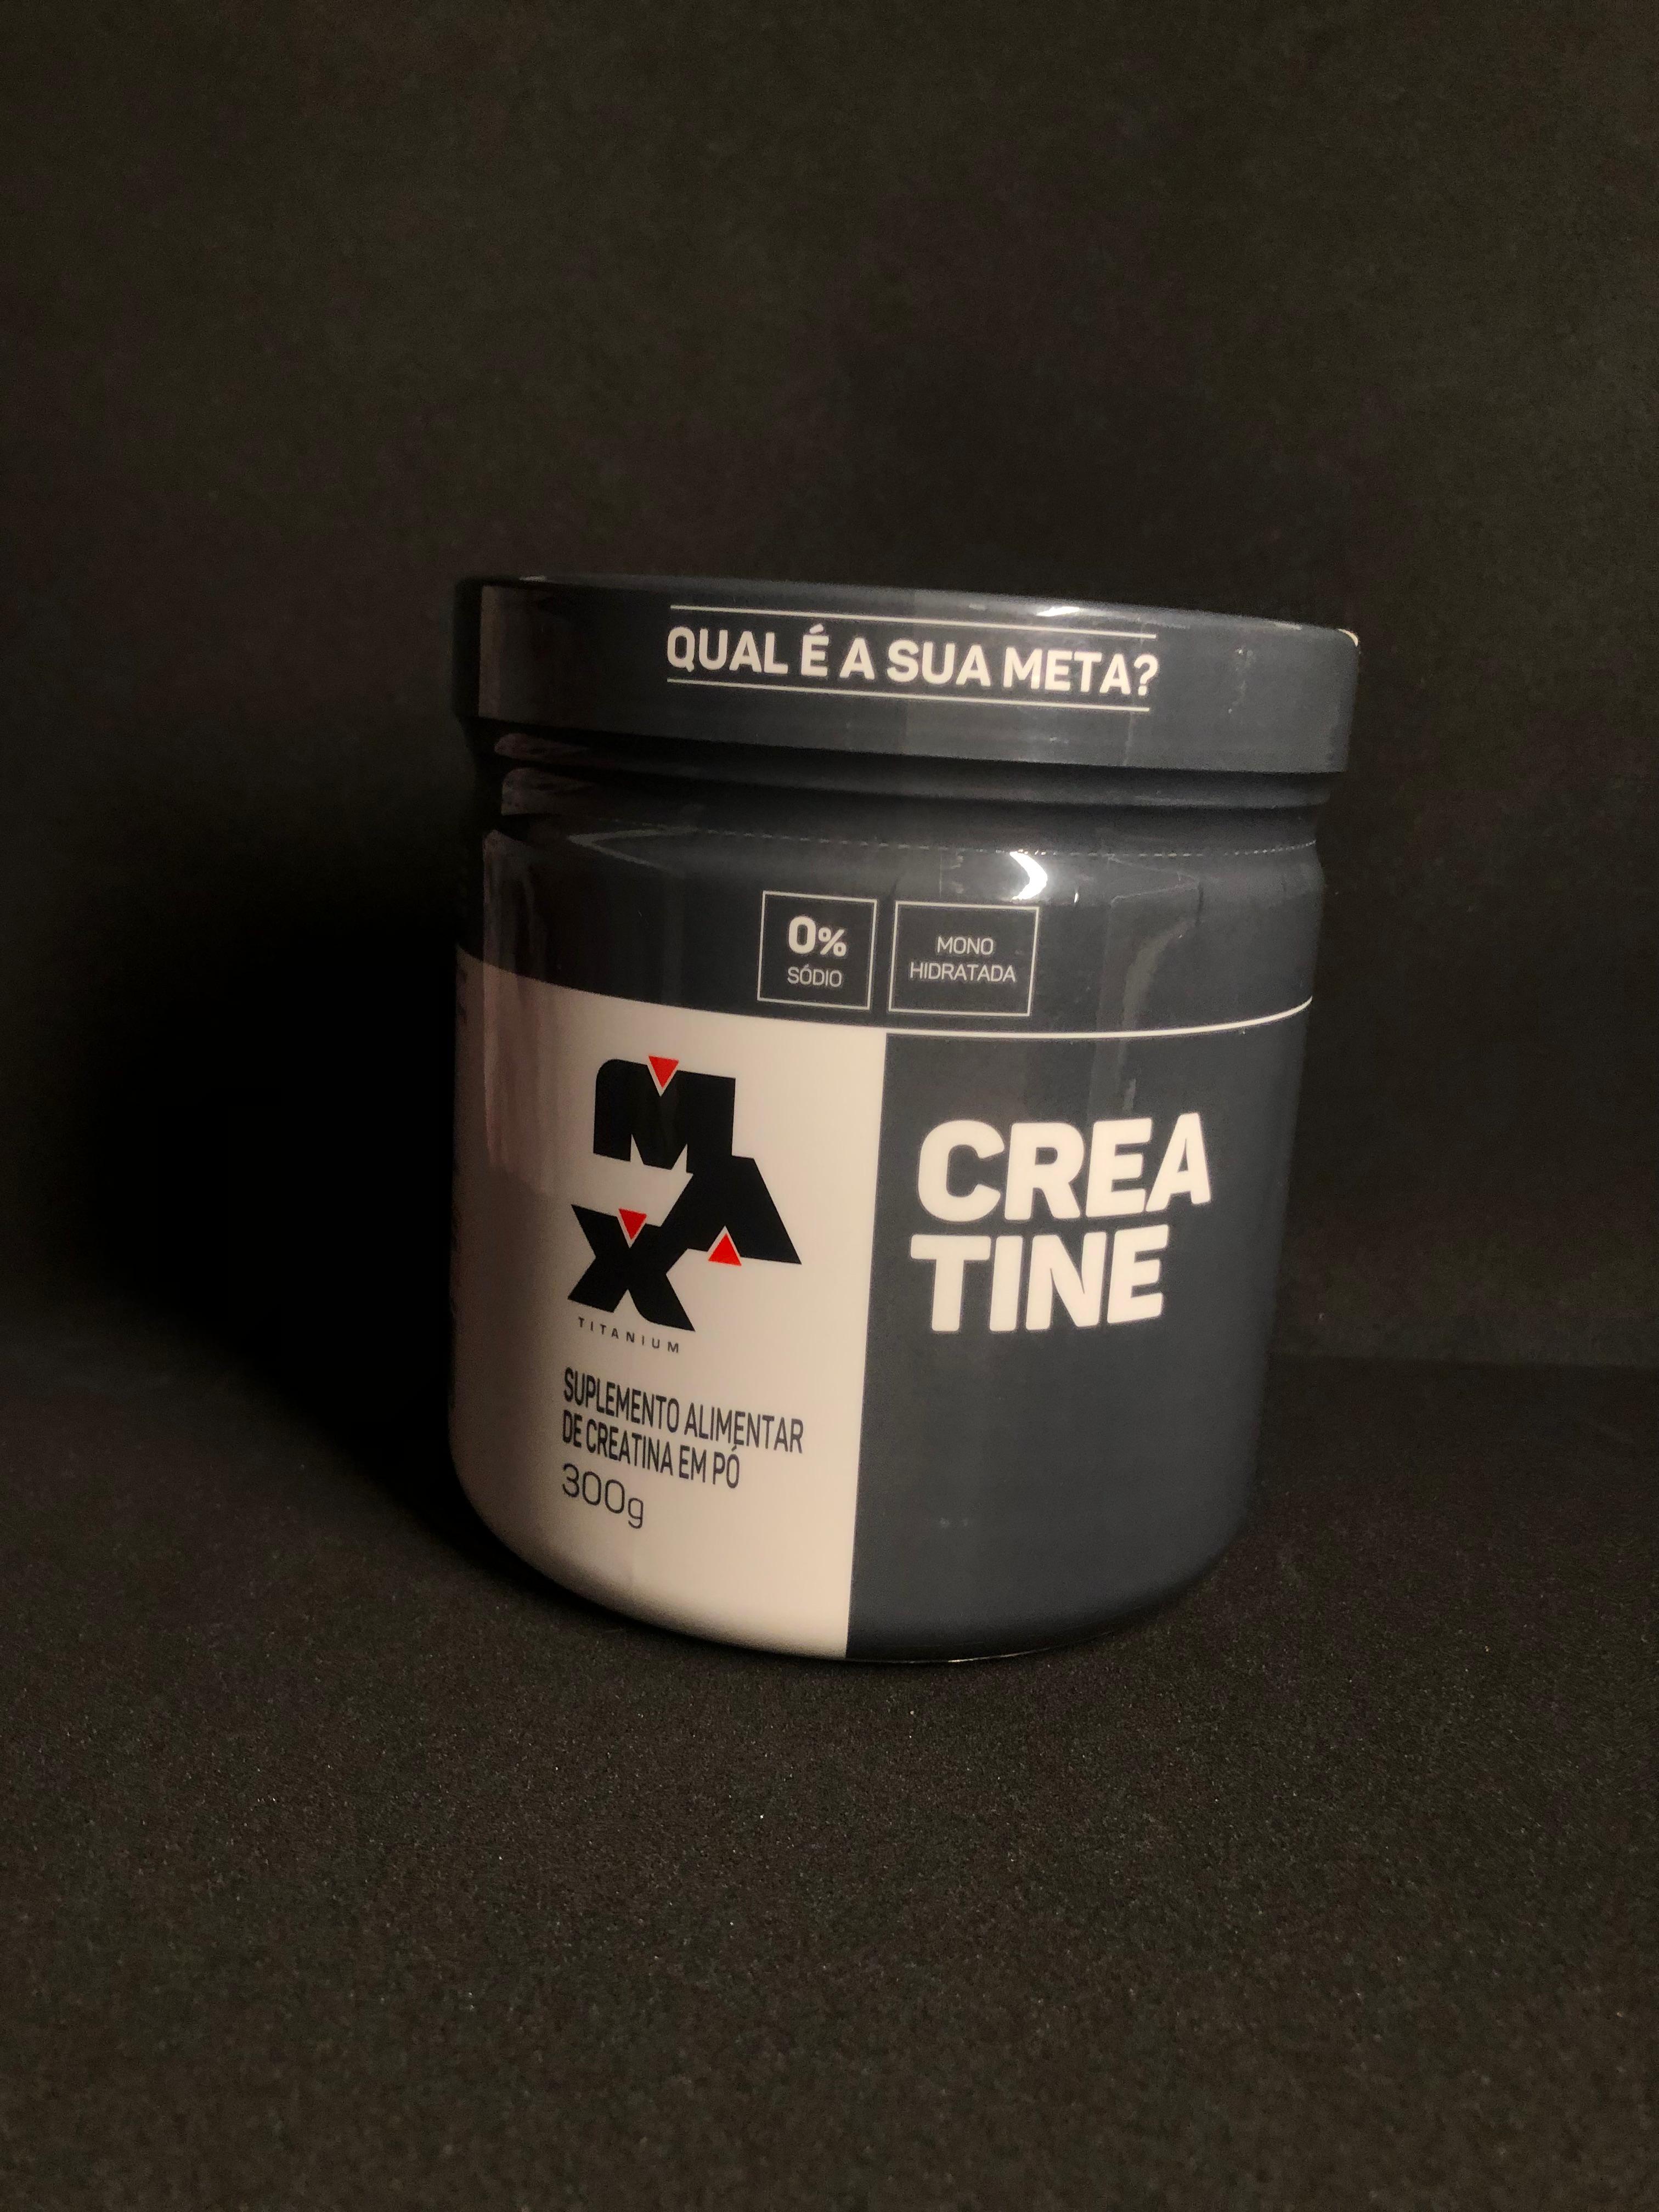 QUAL É A SUA META?
0%
SÓDIO
MONO
HIDRATADA
MAX
TITANIUM
SUPLEMENTO ALIMENTAR
DE CREATINA EM PÓ
300g
CREA
TINE